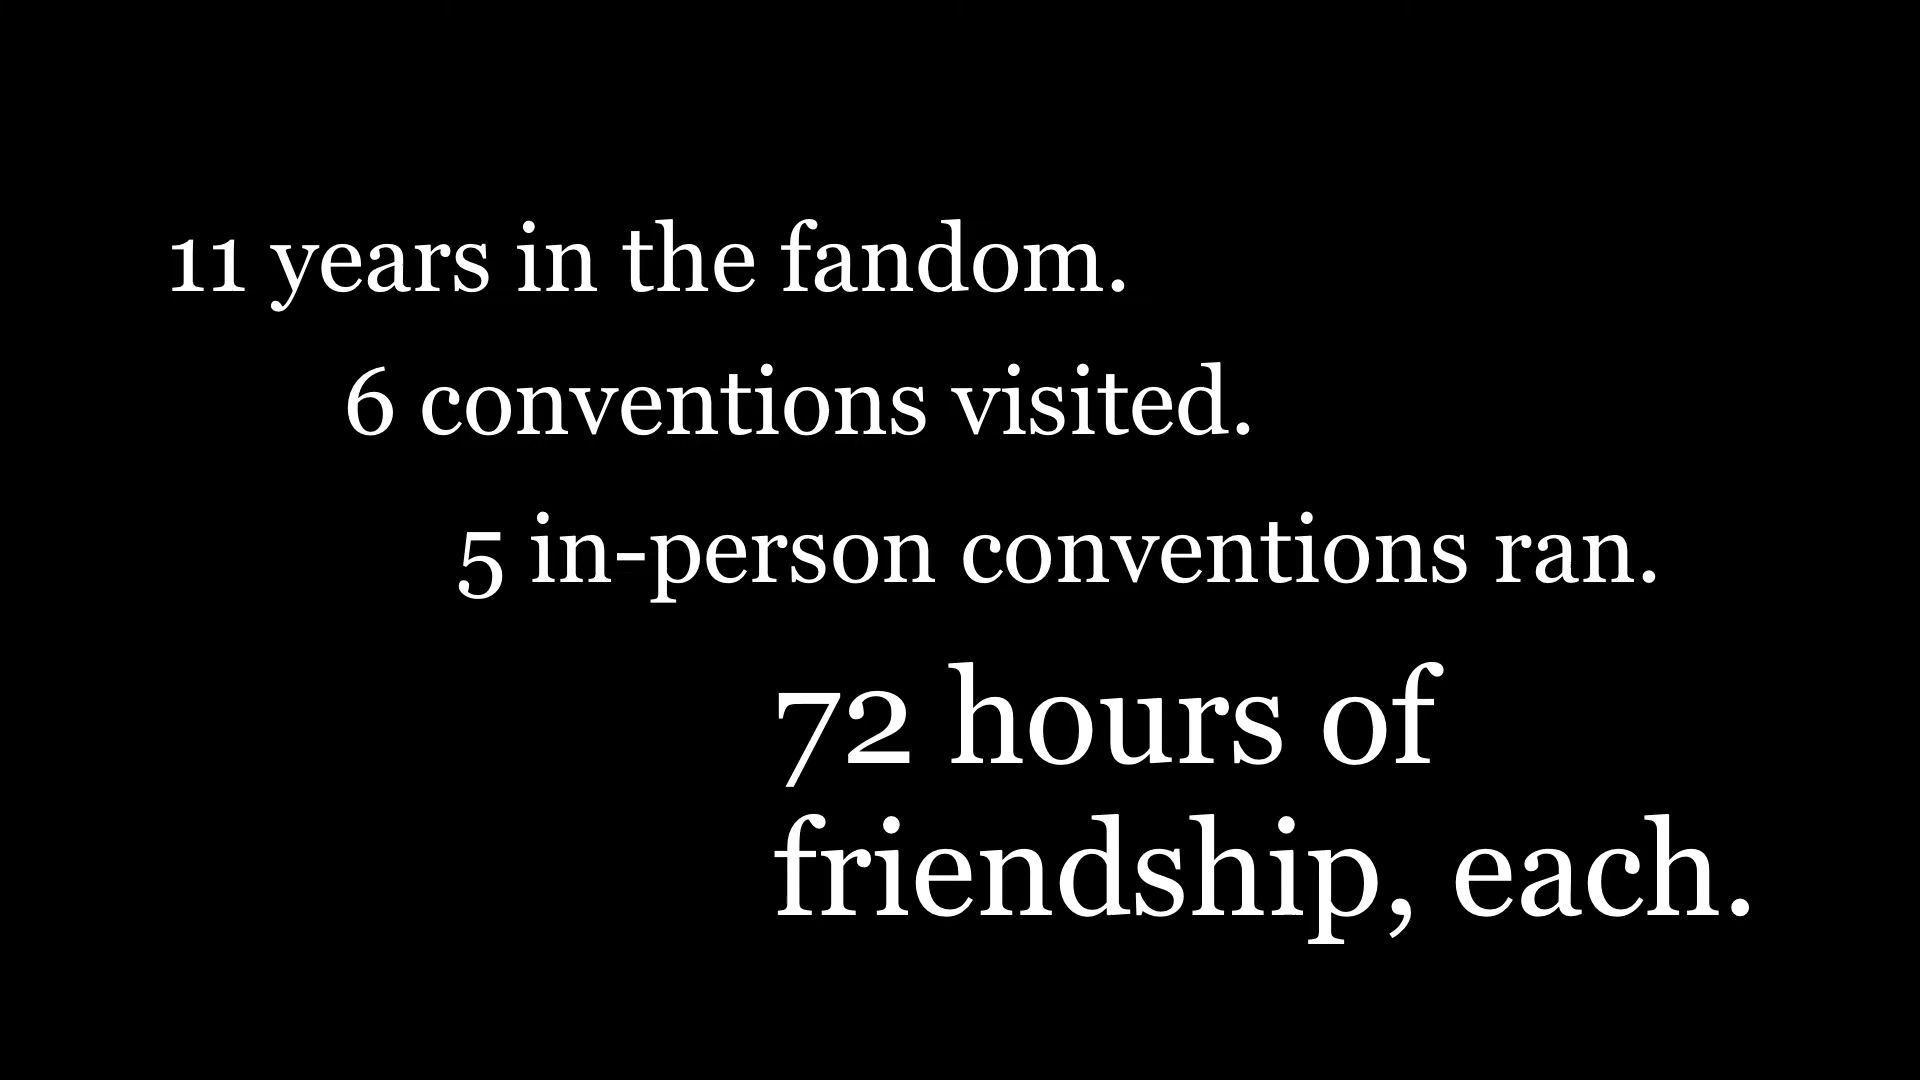 11 years in the fandom.
6 conventions visited.
5 in-person conventions ran.
72 hours of
friendship, each.